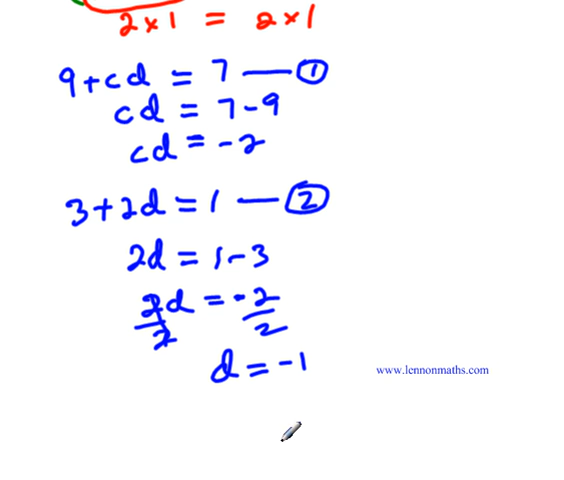 2 × 1 = 2 × 1
9 + cd = 7 — ①
cd = 7 - 9
cd = -2
3 + 2d = 1 — ②
2d = 1 - 3
2d/2 = -2/2
d = -1
www.lennonmaths.com